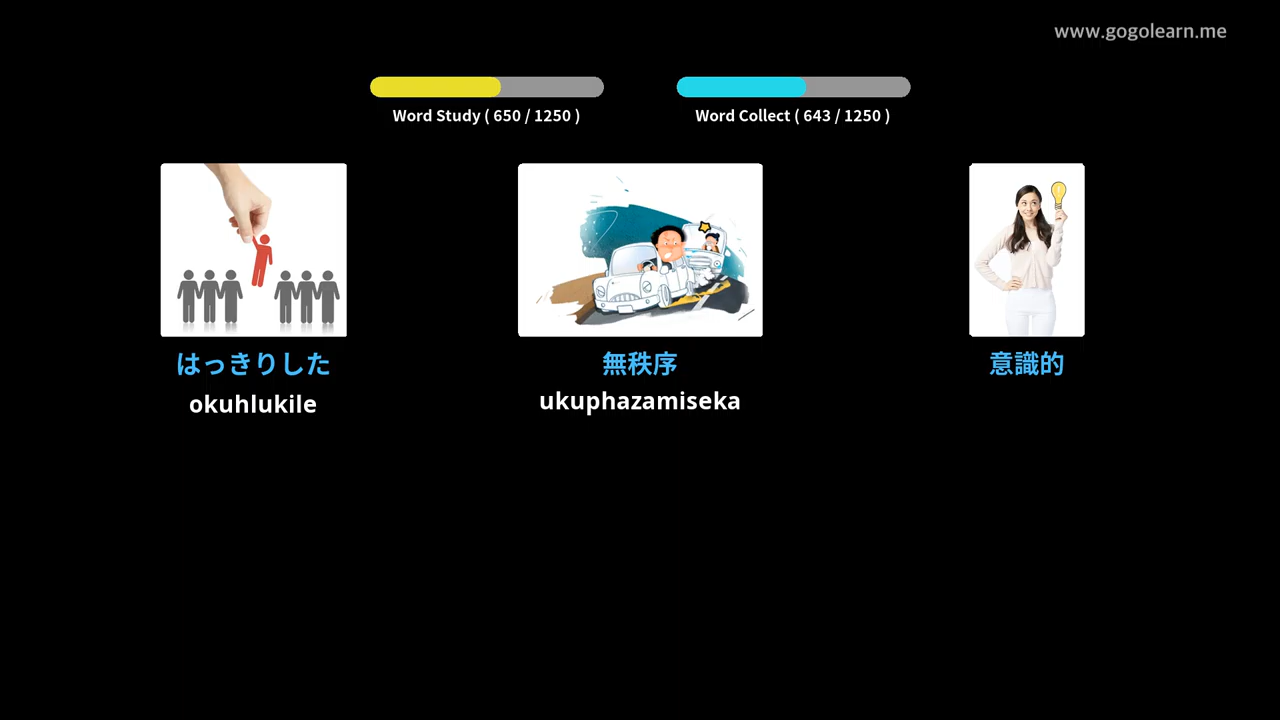 www.gogolearn.me
Word Study ( 650 / 1250 )
Word Collect ( 643 / 1250 )
はっきりした
無秩序
意識的
okuhlukile
ukuphazamiseka